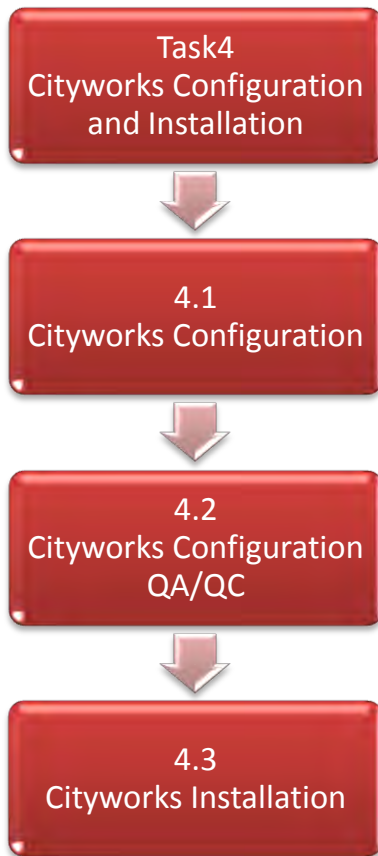 Task4
Cityworks Configuration
and Installation
4.1
Cityworks Configuration
4.2
Cityworks Configuration
QA/QC
4.3
Cityworks Installation